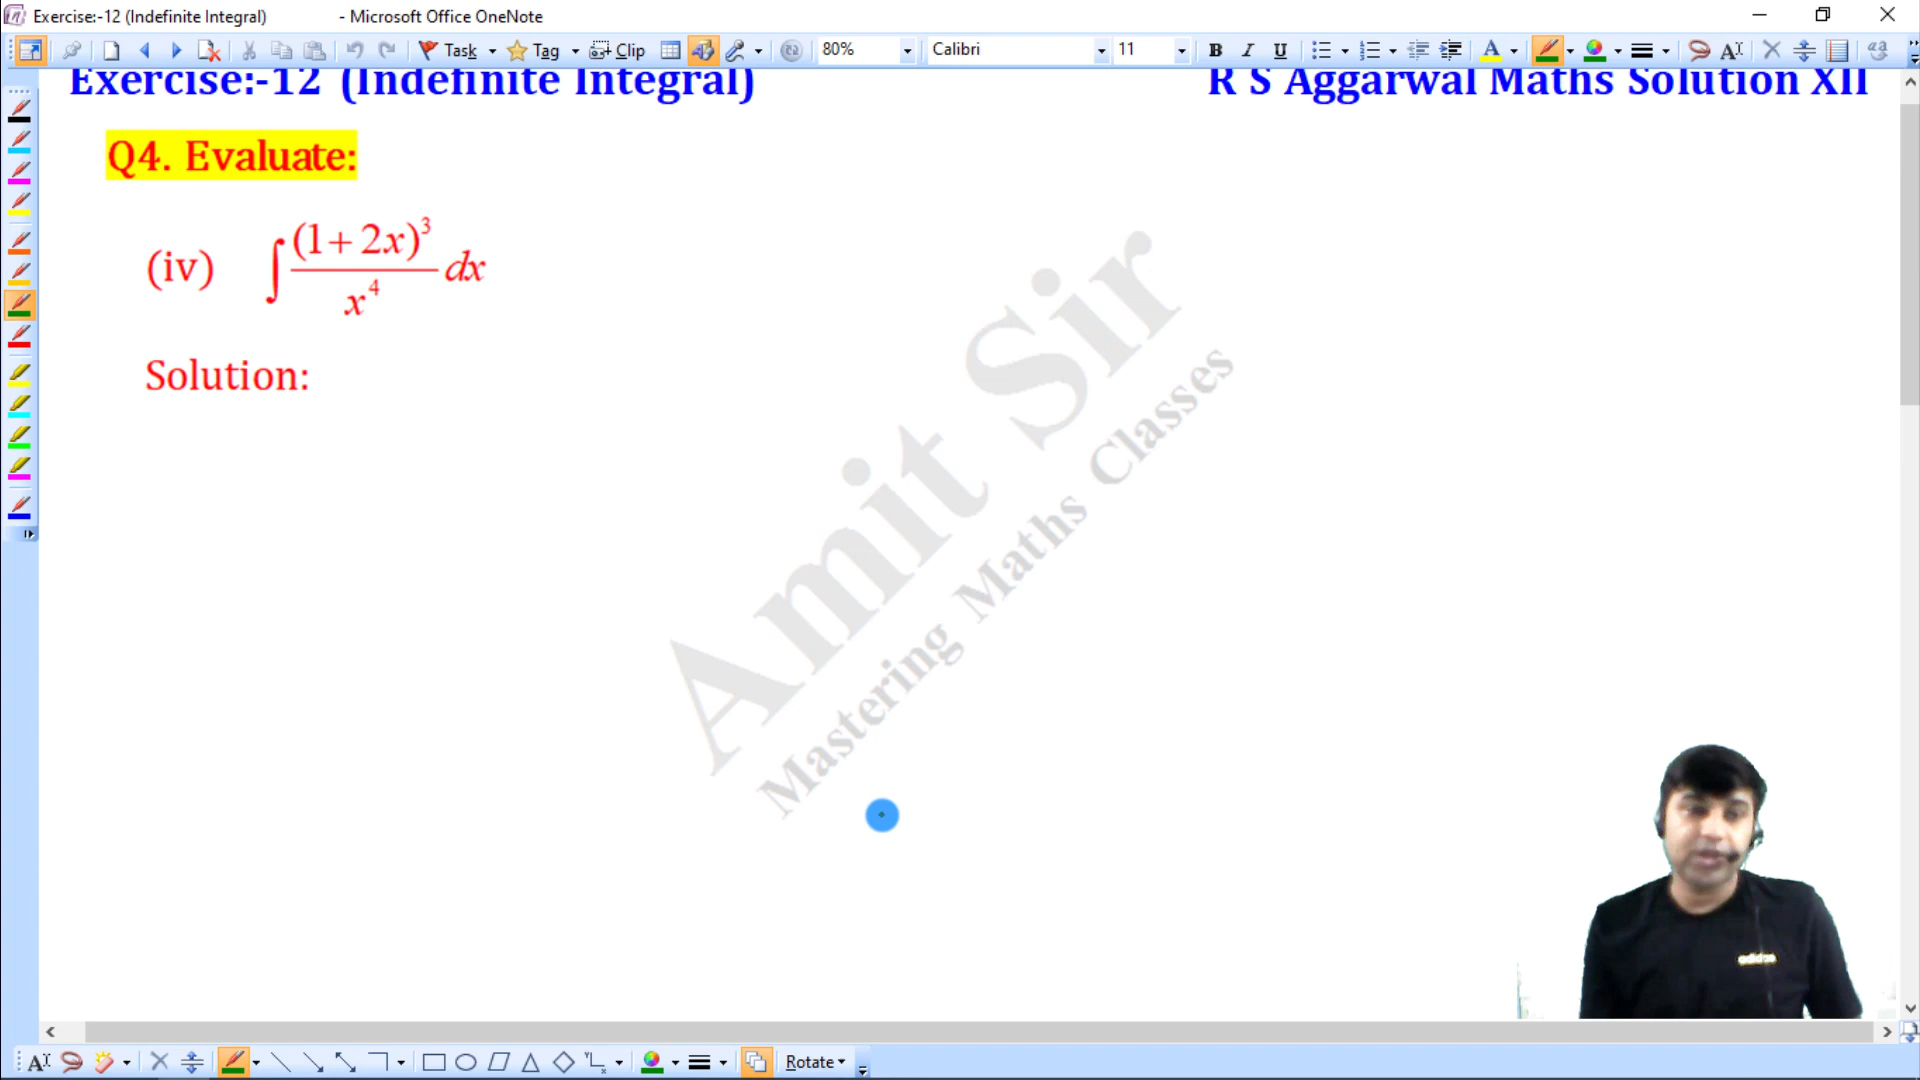 Exercise:-12 (Indefinite Integral) - Microsoft Office OneNote
Task Tag Clip 80% Calibri 11 B I U A
Exercise:-12 (Indefinite Integral) R S Aggarwal Maths Solution XII
Q4. Evaluate:
(iv) ∫ (1+2x)³ / x⁴ dx
Solution:
Amit Sir
Mastering Maths Classes
adidas
Rotate